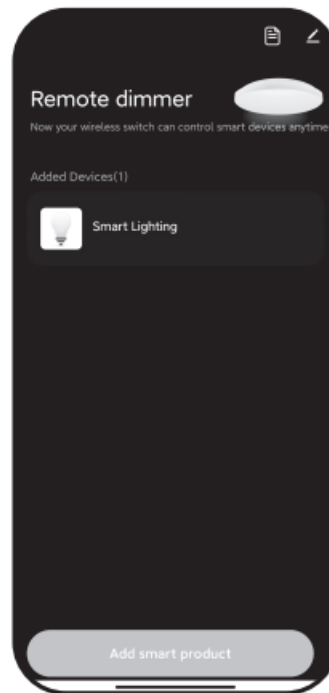 Remote dimmer
Now your wireless switch can control smart devices anytime
Added Devices(1)
Smart Lighting
Add smart product